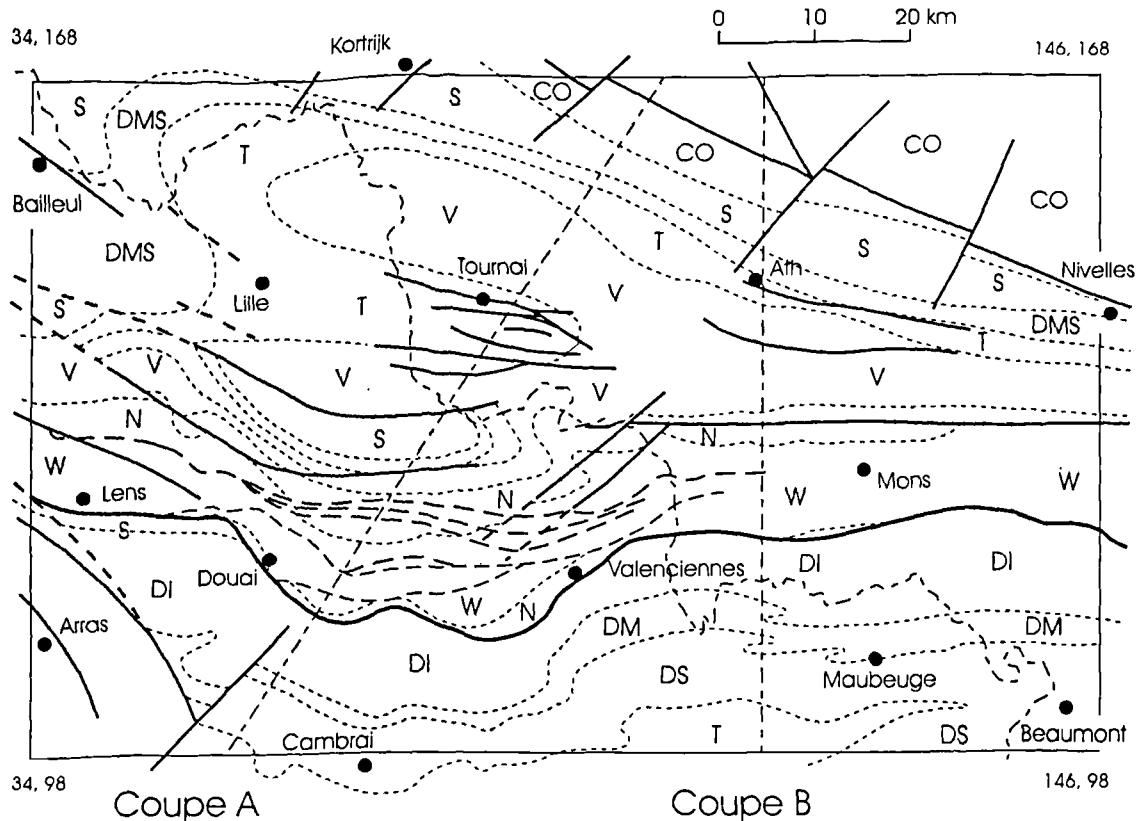 0 10 20 km
34, 168
Kortrijk
146, 168
S
DMS
S
CO
CO
CO
T
CO
Bailleul
V
S
DMS
T
S
Ath
Nivelles
Tournai
V
S
Lille
S
T
DMS
T
V
V
V
V
V
N
S
N
W
Lens
N
W
Mons
W
S
Douai
Valenciennes
DI
DI
DI
W
N
Arras
DI
DM
DM
DS
Maubeuge
Cambrai
T
DS
Beaumont
34, 98
146, 98
Coupe A
Coupe B